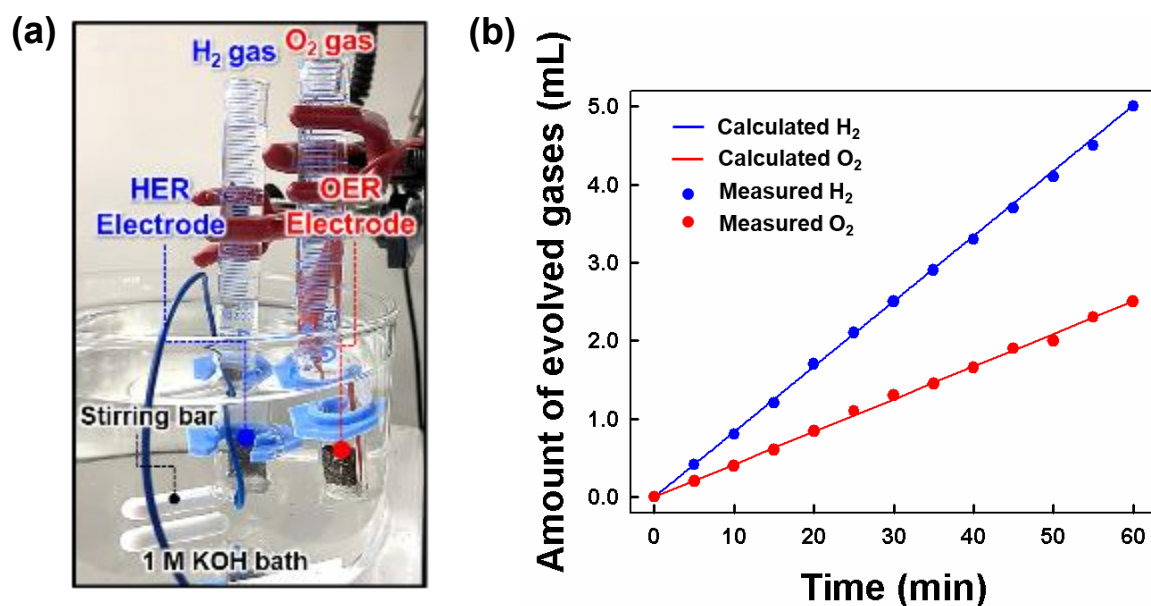 (a)
H₂ gas
O₂ gas
HER
Electrode
OER
Electrode
Stirring bar
1 M KOH bath
(b)
Amount of evolved gases (mL)
5.0
4.0
3.0
2.0
1.0
0.0
Calculated H₂
Calculated O₂
Measured H₂
Measured O₂
0 10 20 30 40 50 60
Time (min)